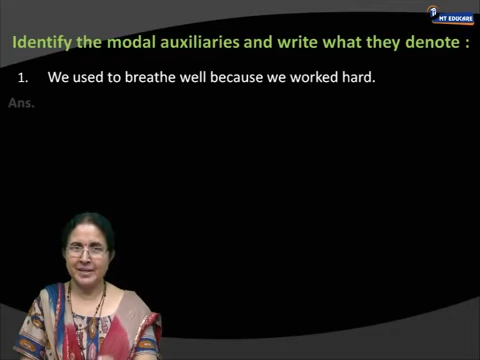 MT EDUCARE
Identify the modal auxiliaries and write what they denote :
1. We used to breathe well because we worked hard.
Ans.